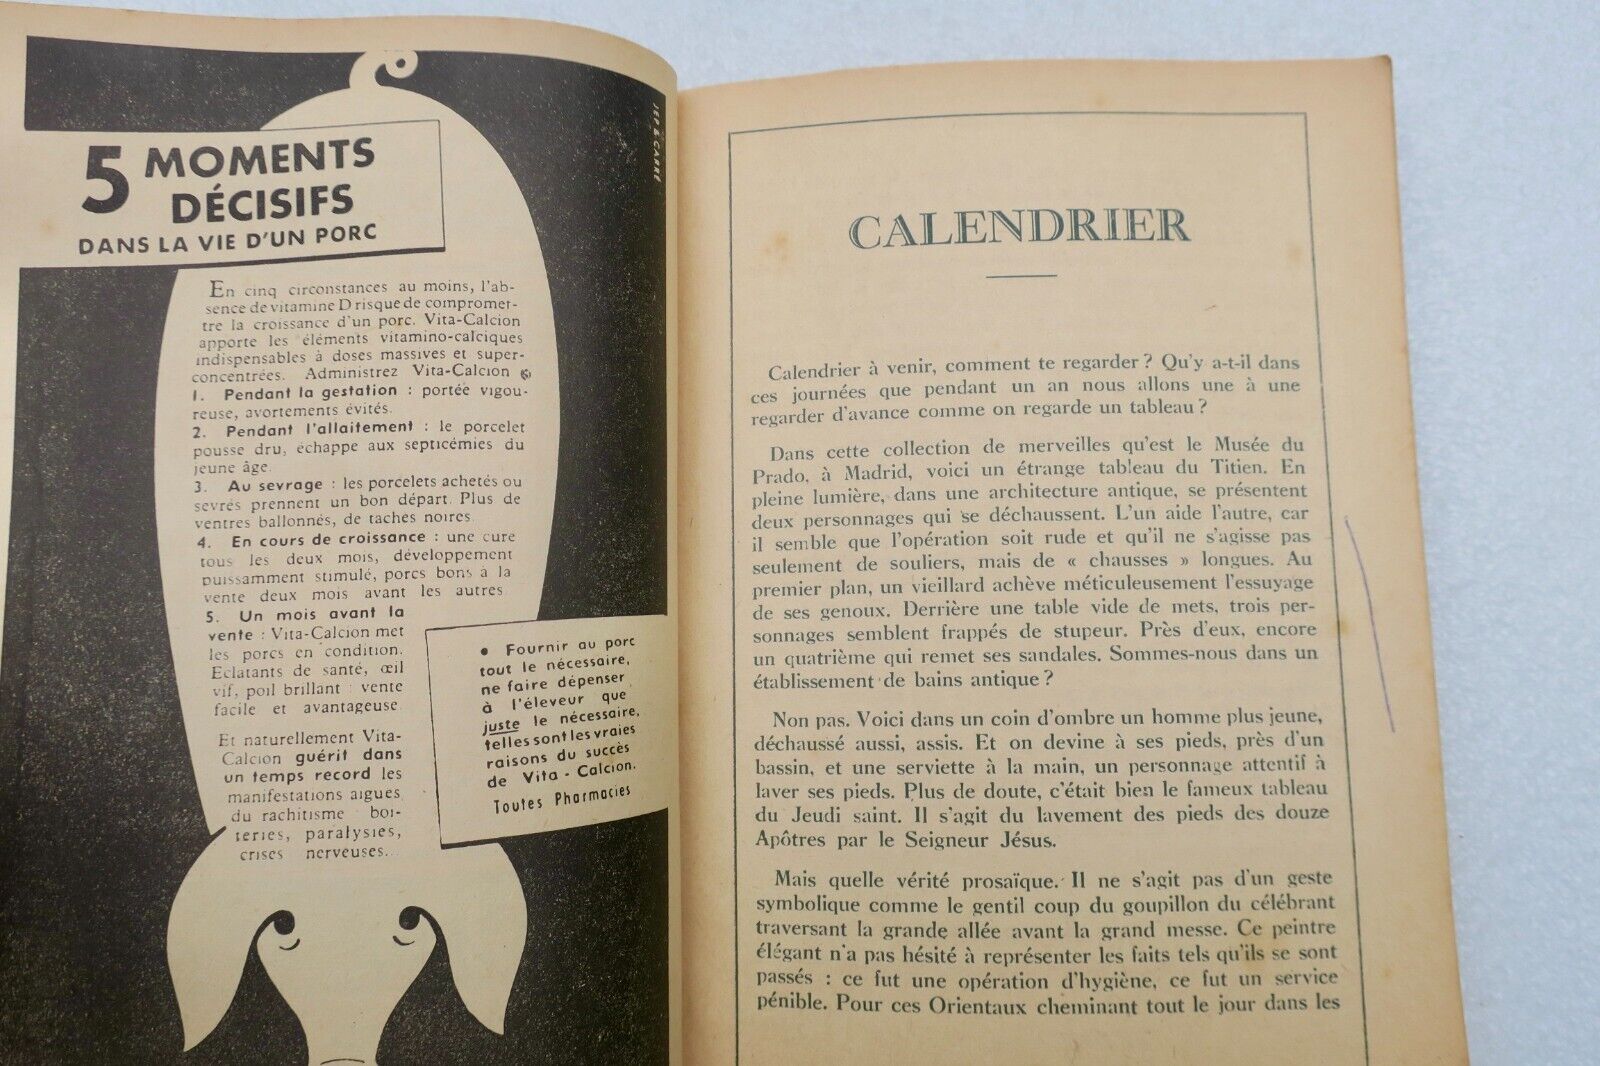 JEP & CARRÉ
5 MOMENTS
DÉCISIFS
DANS LA VIE D'UN PORC
En cinq circonstances au moins, l'ab-
sence de vitamine D risque de compromet-
tre la croissance d'un porc. Vita-Calcion
apporte les éléments vitamino-calciques
indispensables à doses massives et super-
concentrées. Administrez Vita-Calcion
1. Pendant la gestation : portée vigou-
reuse, avortements évités.
2. Pendant l'allaitement : le porcelet
pousse dru, échappe aux septicémies du
jeune âge.
3. Au sevrage : les porcelets achetés ou
sevrés prennent un bon départ. Plus de
ventres ballonnés, de taches noires.
4. En cours de croissance : une cure
tous les deux mois, développement
puissamment stimulé, porcs bons à la
vente deux mois avant les autres.
5. Un mois avant la
vente : Vita-Calcion met
les porcs en condition.
Eclatants de santé, œil
vif, poil brillant : vente
facile et avantageuse.
Et naturellement Vita-
Calcion guérit dans
un temps record les
manifestations aigues
du rachitisme boi-
teries, paralysies,
crises nerveuses...
• Fournir au porc
tout le nécessaire,
ne faire dépenser
à l'éleveur que
juste le nécessaire,
telles sont les vraies
raisons du succès
de Vita - Calcion.
Toutes Pharmacies
CALENDRIER
Calendrier à venir, comment te regarder ? Qu'y a-t-il dans
ces journées que pendant un an nous allons une à une
regarder d'avance comme on regarde un tableau ?
Dans cette collection de merveilles qu'est le Musée du
Prado, à Madrid, voici un étrange tableau du Titien. En
pleine lumière, dans une architecture antique, se présentent
deux personnages qui se déchaussent. L'un aide l'autre, car
il semble que l'opération soit rude et qu'il ne s'agisse pas
seulement de souliers, mais de « chausses » longues. Au
premier plan, un vieillard achève méticuleusement l'essuyage
de ses genoux. Derrière une table vide de mets, trois per-
sonnages semblent frappés de stupeur. Près d'eux, encore
un quatrième qui remet ses sandales. Sommes-nous dans un
établissement de bains antique ?
Non pas. Voici dans un coin d'ombre un homme plus jeune,
déchaussé aussi, assis. Et on devine à ses pieds, près d'un
bassin, et une serviette à la main, un personnage attentif à
laver ses pieds. Plus de doute, c'était bien le fameux tableau
du Jeudi saint. Il s'agit du lavement des pieds des douze
Apôtres par le Seigneur Jésus.
Mais quelle vérité prosaïque. Il ne s'agit pas d'un geste
symbolique comme le gentil coup du goupillon du célébrant
traversant la grande allée avant la grand messe. Ce peintre
élégant n'a pas hésité à représenter les faits tels qu'ils se sont
passés : ce fut une opération d'hygiène, ce fut un service
pénible. Pour ces Orientaux cheminant tout le jour dans les